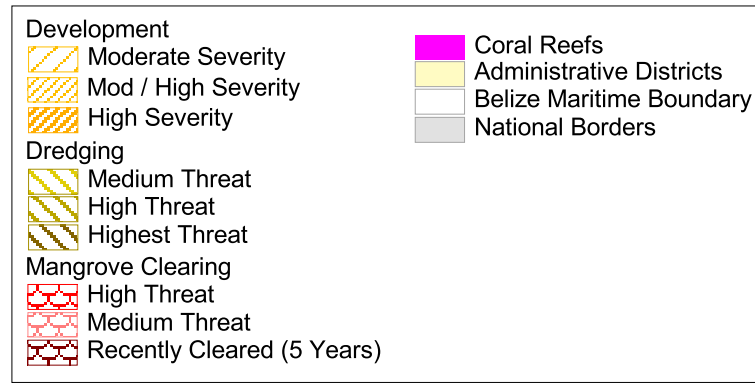 Development
Moderate Severity
Mod / High Severity
High Severity
Dredging
Medium Threat
High Threat
Highest Threat
Mangrove Clearing
High Threat
Medium Threat
Recently Cleared (5 Years)
Coral Reefs
Administrative Districts
Belize Maritime Boundary
National Borders